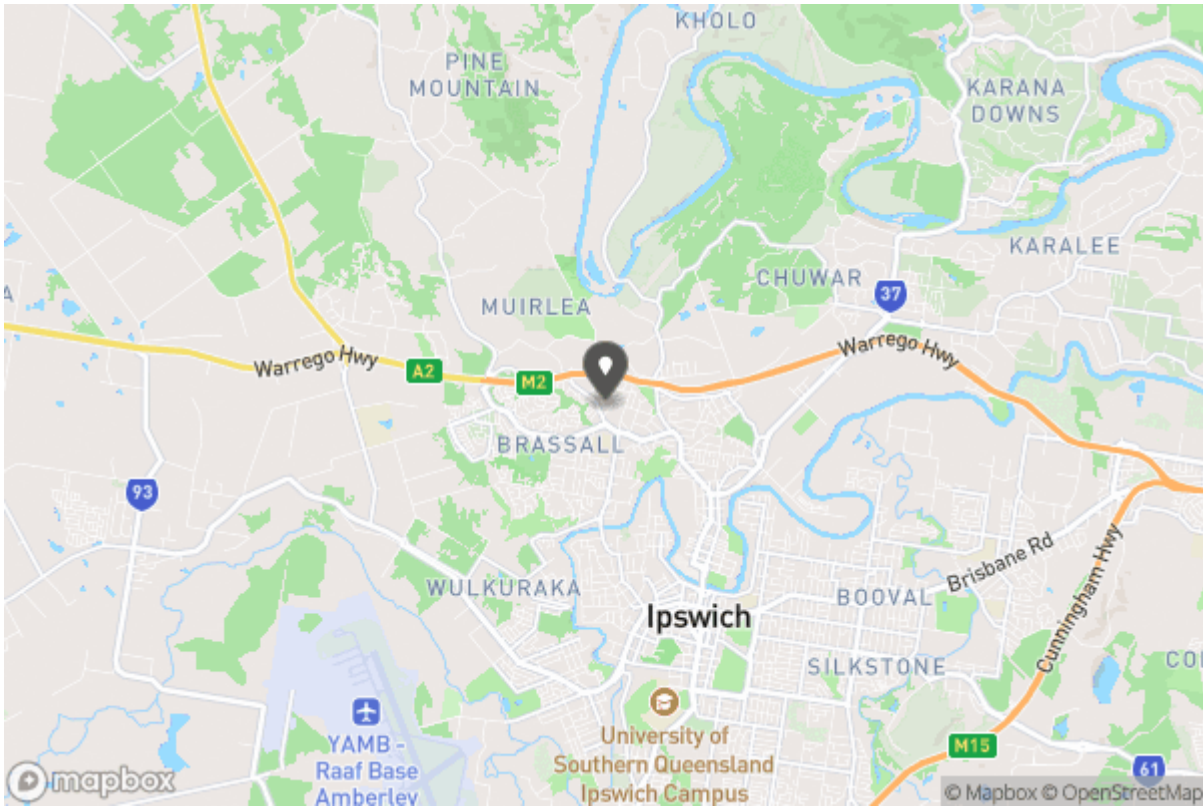 KHOLO
PINE
MOUNTAIN
KARANA
DOWNS
KARALEE
CHUWAR
A
37
MUIRLEA
Warrego Hwy
Warrego Hwy
A2
M2
BRASSALL
93
Brisbane Rd
Cunningham Hwy
WULKURAKA
BOOVAL
Ipswich
SILKSTONE
CO
University of
Southern Queensland
Ipswich Campus
YAMB -
Raaf Base
Amberley
M15
61
mapbox
© Mapbox © OpenStreetMap